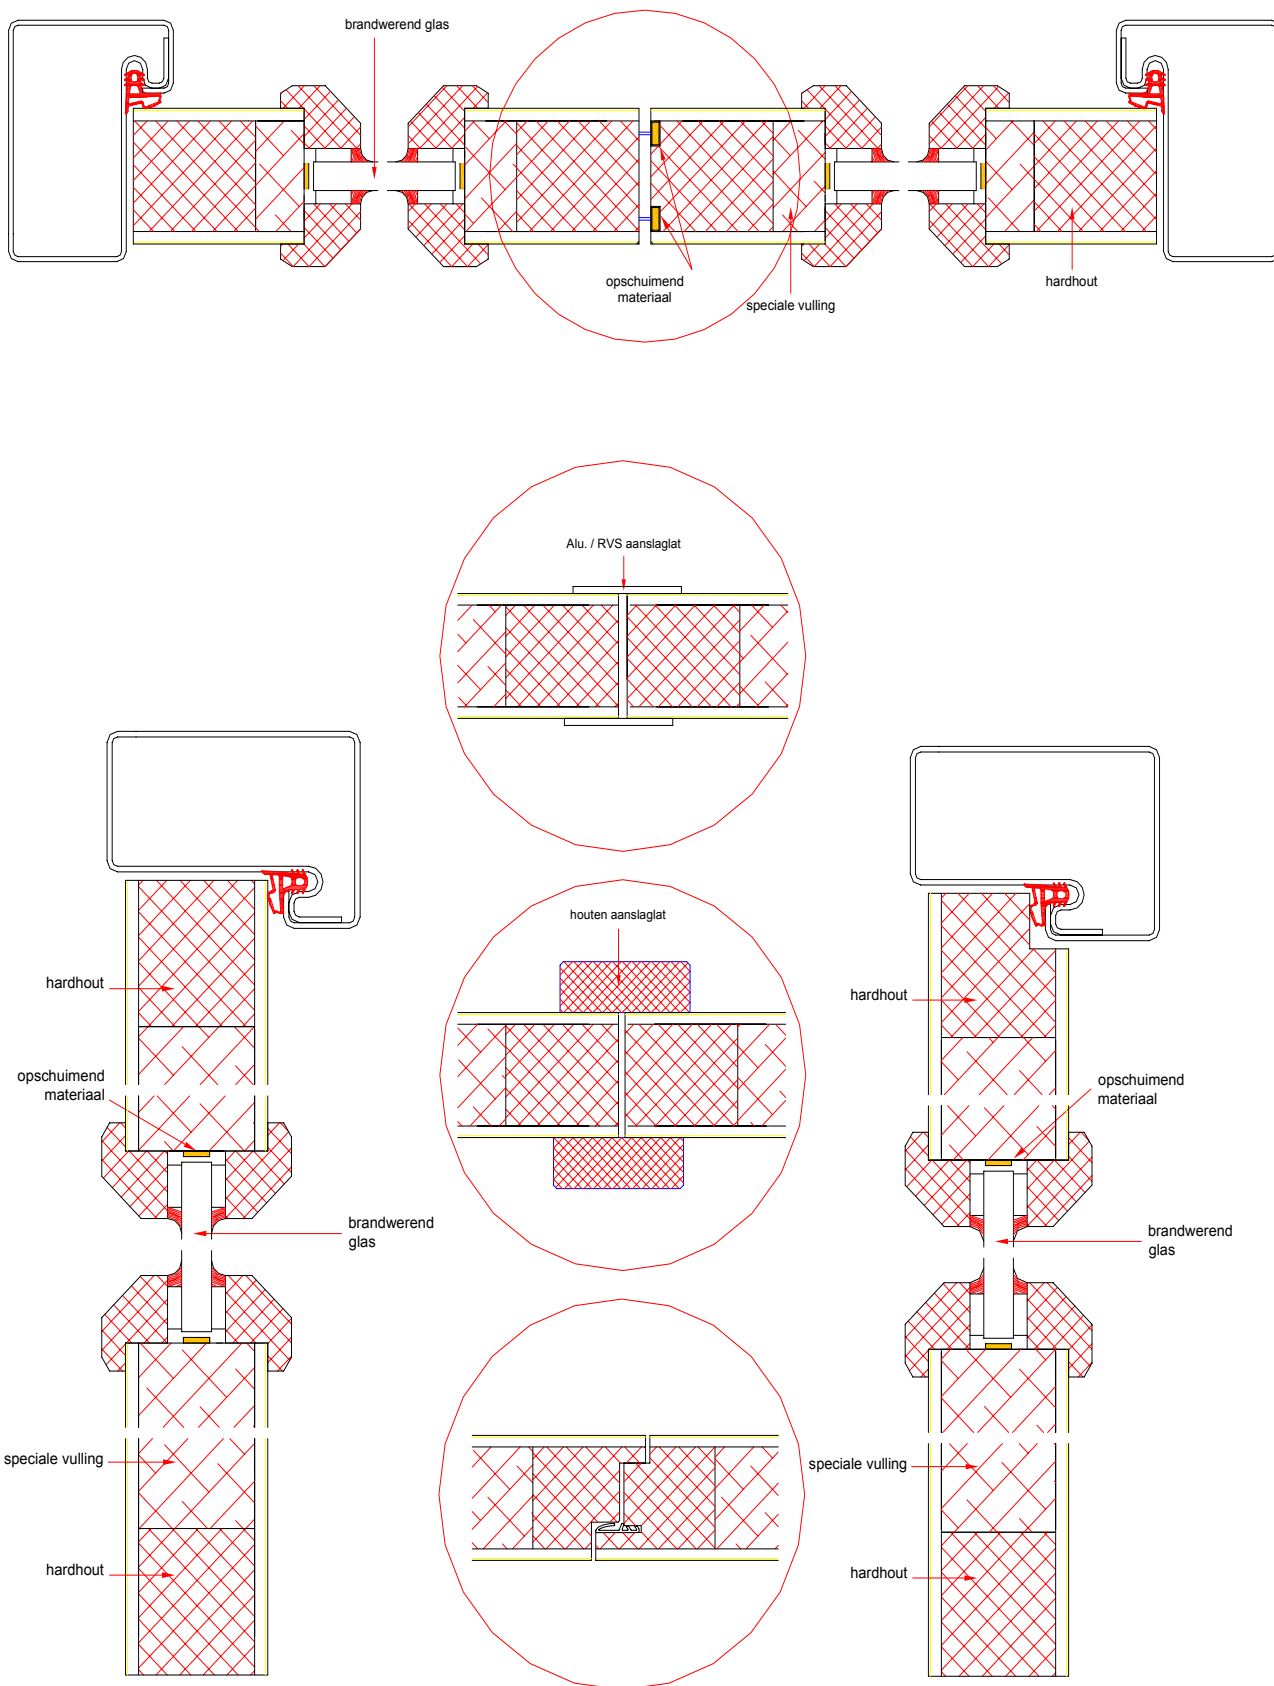 brandwerend glas
opschuimend
materiaal
speciale vulling
hardhout
Alu. / RVS aanslaglat
houten aanslaglat
hardhout
opschuimend
materiaal
brandwerend
glas
speciale vulling
hardhout
hardhout
opschuimend
materiaal
brandwerend
glas
speciale vulling
hardhout